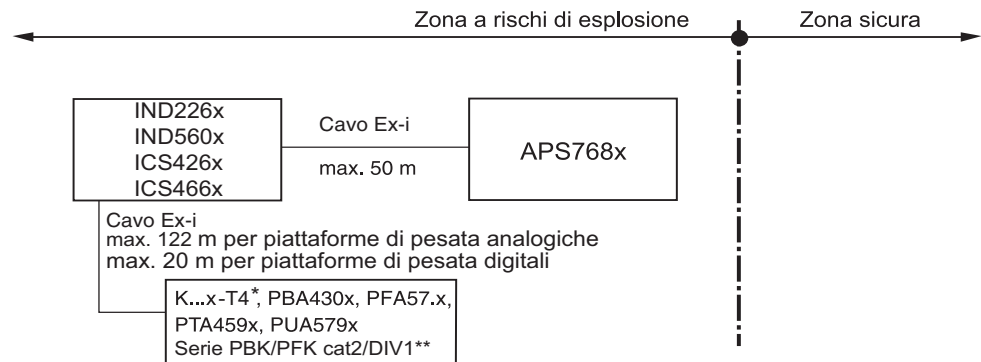 Zona a rischi di esplosione
Zona sicura
IND226x
IND560x
ICS426x
ICS466x
Cavo Ex-i
max. 50 m
APS768x
Cavo Ex-i
max. 122 m per piattaforme di pesata analogiche
max. 20 m per piattaforme di pesata digitali
K...x-T4*, PBA430x, PFA57.x,
PTA459x, PUA579x
Serie PBK/PFK cat2/DIV1**